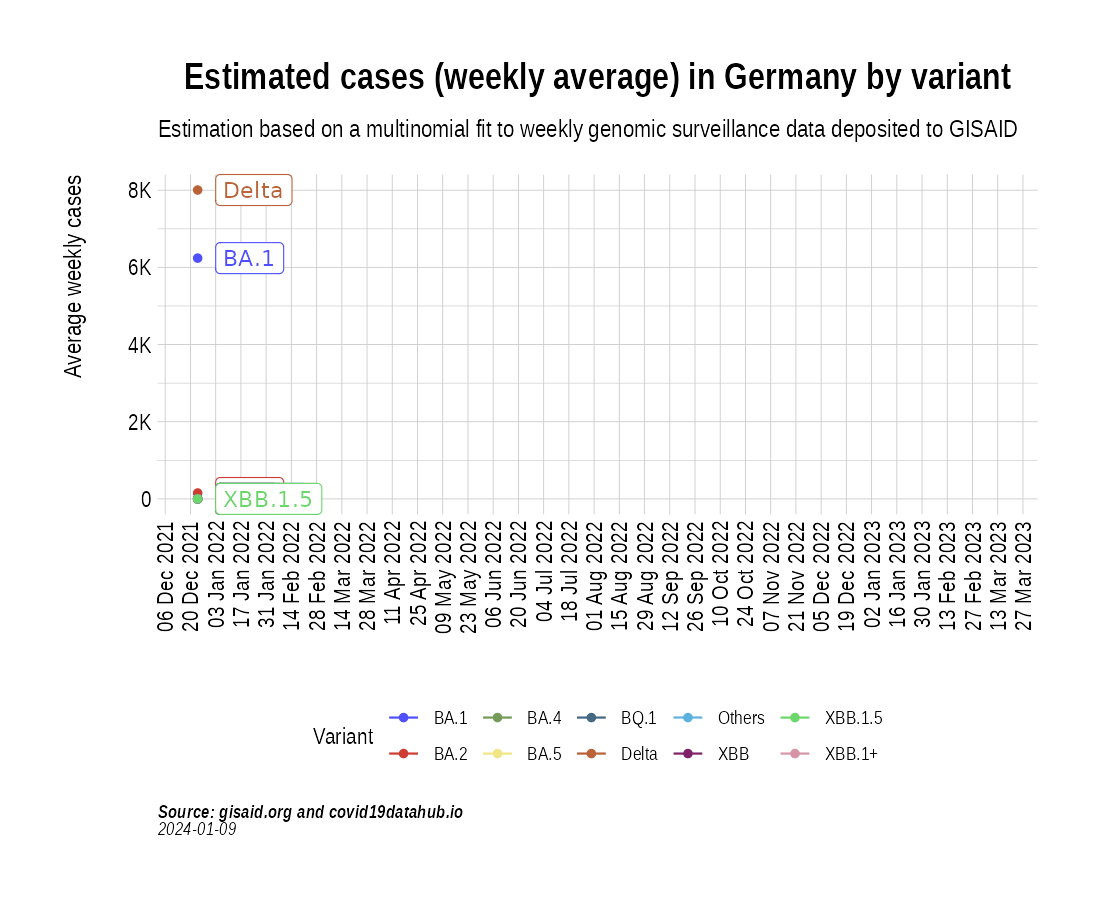 Estimated cases (weekly average) in Germany by variant
Estimation based on a multinomial fit to weekly genomic surveillance data deposited to GISAID
Average weekly cases
8K
6K
4K
2K
0
Delta
BA.1
XBB.1.5
06 Dec 2021
20 Dec 2021
03 Jan 2022
17 Jan 2022
31 Jan 2022
14 Feb 2022
28 Feb 2022
14 Mar 2022
28 Mar 2022
11 Apr 2022
25 Apr 2022
09 May 2022
23 May 2022
06 Jun 2022
20 Jun 2022
04 Jul 2022
18 Jul 2022
01 Aug 2022
15 Aug 2022
29 Aug 2022
12 Sep 2022
26 Sep 2022
10 Oct 2022
24 Oct 2022
07 Nov 2022
21 Nov 2022
05 Dec 2022
19 Dec 2022
02 Jan 2023
16 Jan 2023
30 Jan 2023
13 Feb 2023
27 Feb 2023
13 Mar 2023
27 Mar 2023
Variant
BA.1 BA.4 BQ.1 Others XBB.1.5
BA.2 BA.5 Delta XBB XBB.1+
Source: gisaid.org and covid19datahub.io
2024-01-09